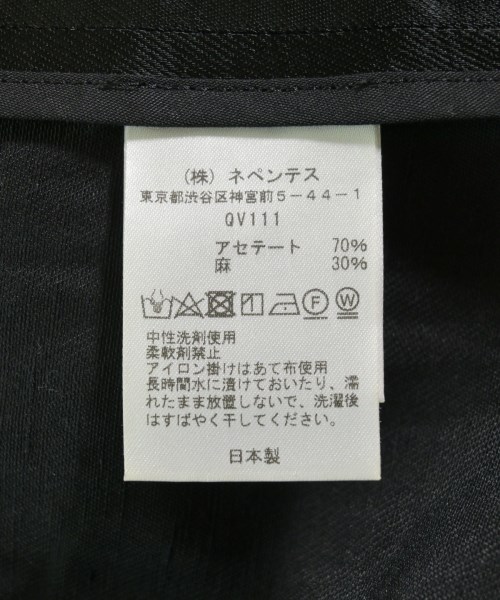 (株) ネペンテス
東京都渋谷区神宮前5-44-1
QV111
アセテート 70%
麻 30%
F W
中性洗剤使用
柔軟剤禁止
アイロン掛けはあて布使用
長時間水に漬けておいたり、濡
れたまま放置しないで、洗濯後
はすばやく干してください。
日本製